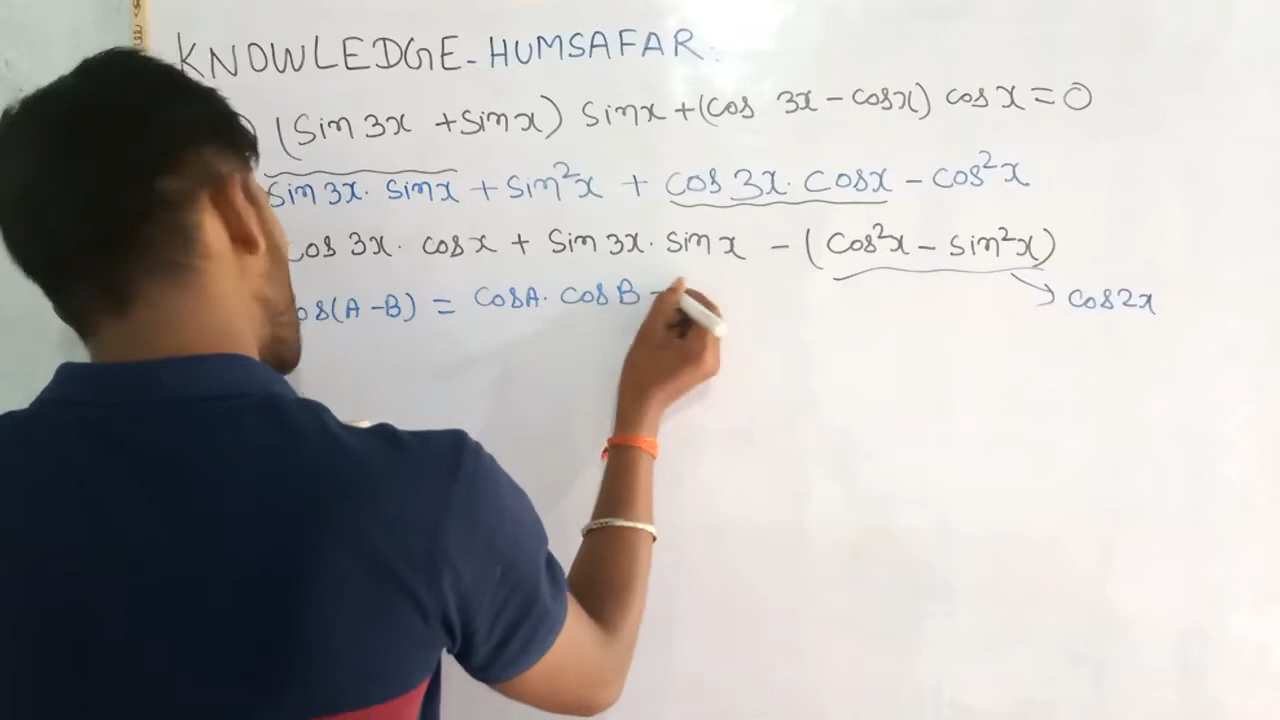 KNOWLEDGE-HUMSAFAR.
) (Sin 3x + sin x) sin x + (cos 3x - cos x) cos x = 0
sin 3x · sin x + sin²x + cos 3x · cos x - cos²x
cos 3x · cos x + sin 3x · sin x - (cos²x - sin²x)
os(A - B) = cosA · cos B -
cos 2x